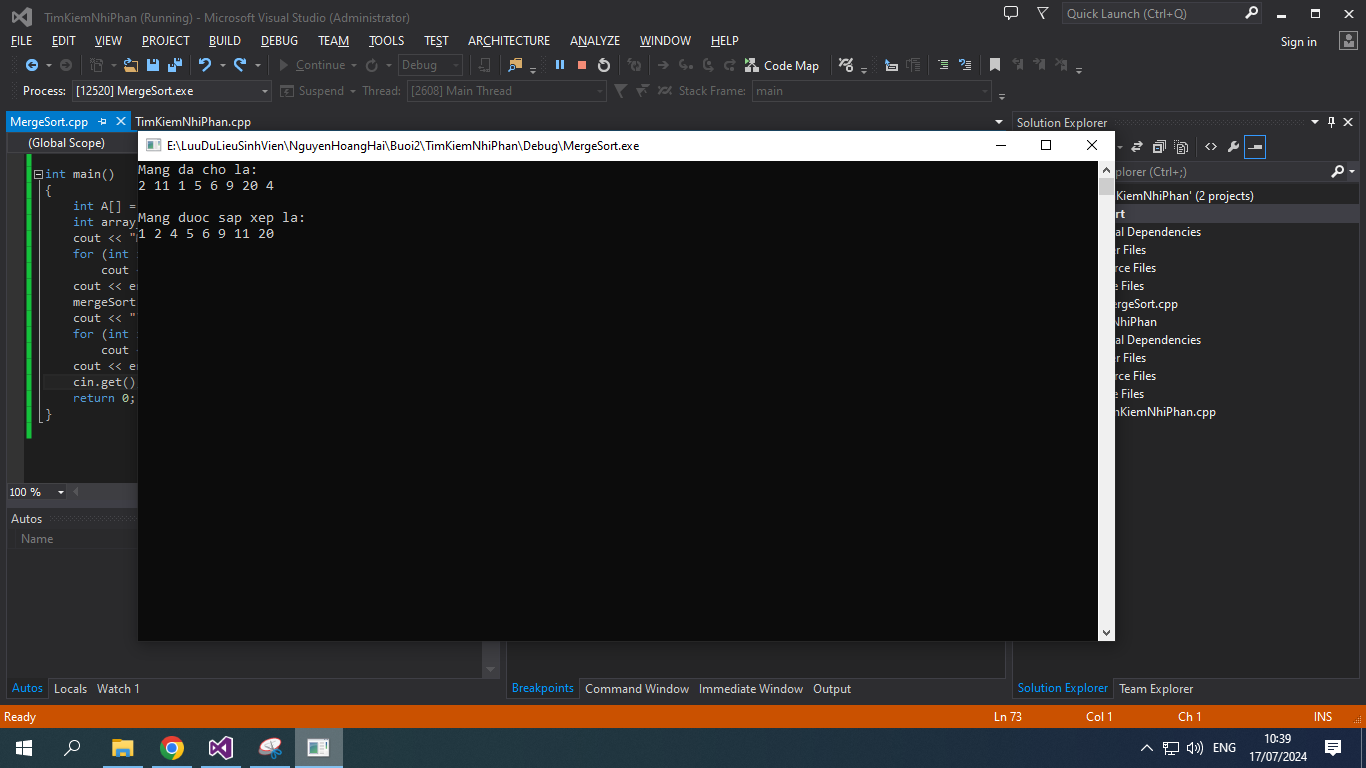 TimKiemNhiPhan (Running) - Microsoft Visual Studio (Administrator)
Quick Launch (Ctrl+Q)
FILE EDIT VIEW PROJECT BUILD DEBUG TEAM TOOLS TEST ARCHITECTURE ANALYZE WINDOW HELP
Sign in
Continue Debug Code Map
Process: [12520] MergeSort.exe Suspend Thread: [2608] Main Thread Stack Frame: main
MergeSort.cpp TimKiemNhiPhan.cpp
Solution Explorer
(Global Scope)
E:\LuuDuLieuSinhVien\NguyenHoangHai\Buoi2\TimKiemNhiPhan\Debug\MergeSort.exe
Mang da cho la:
2 11 1 5 6 9 20 4
Mang duoc sap xep la:
1 2 4 5 6 9 11 20
int main()
{
int A[] =
int array
cout << "
for (int
cout
cout << e
mergeSort
cout << "
for (int
cout
cout << e
cin.get()
return 0;
}
plorer (Ctrl+;)
KiemNhiPhan' (2 projects)
rt
al Dependencies
r Files
rce Files
e Files
rgeSort.cpp
NhiPhan
al Dependencies
r Files
rce Files
e Files
nKiemNhiPhan.cpp
100 %
Autos
Name
Autos Locals Watch 1
Breakpoints Command Window Immediate Window Output
Solution Explorer Team Explorer
Ready
Ln 73 Col 1 Ch 1 INS
ENG
10:39
17/07/2024